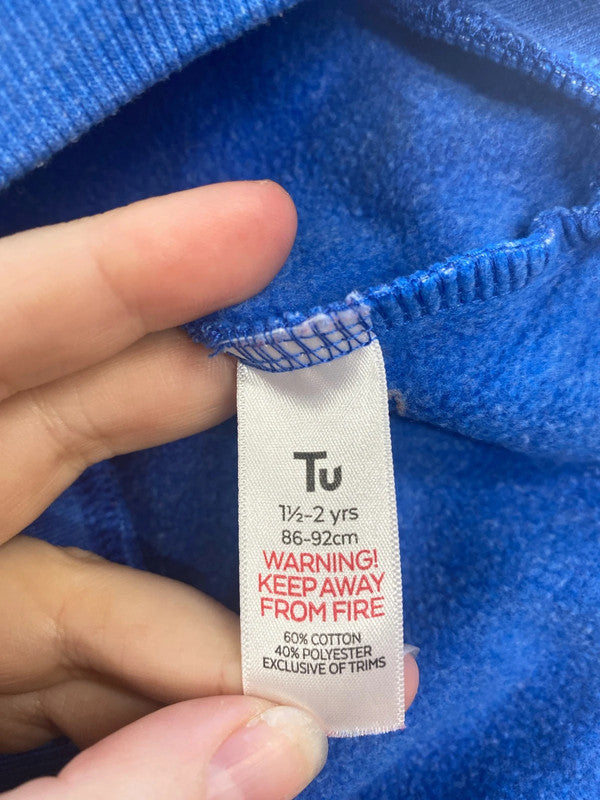 Tu
1½-2 yrs
86-92cm
WARNING!
KEEP AWAY
FROM FIRE
60% COTTON
40% POLYESTER
EXCLUSIVE OF TRIMS